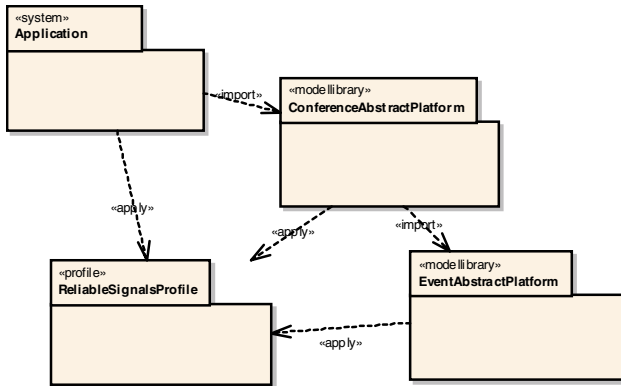 «system»
Application
«import»
«modellibrary»
ConferenceAbstractPlatform
«apply»
«apply»
«import»
«profile»
ReliableSignalsProfile
«modellibrary»
EventAbstractPlatform
«apply»